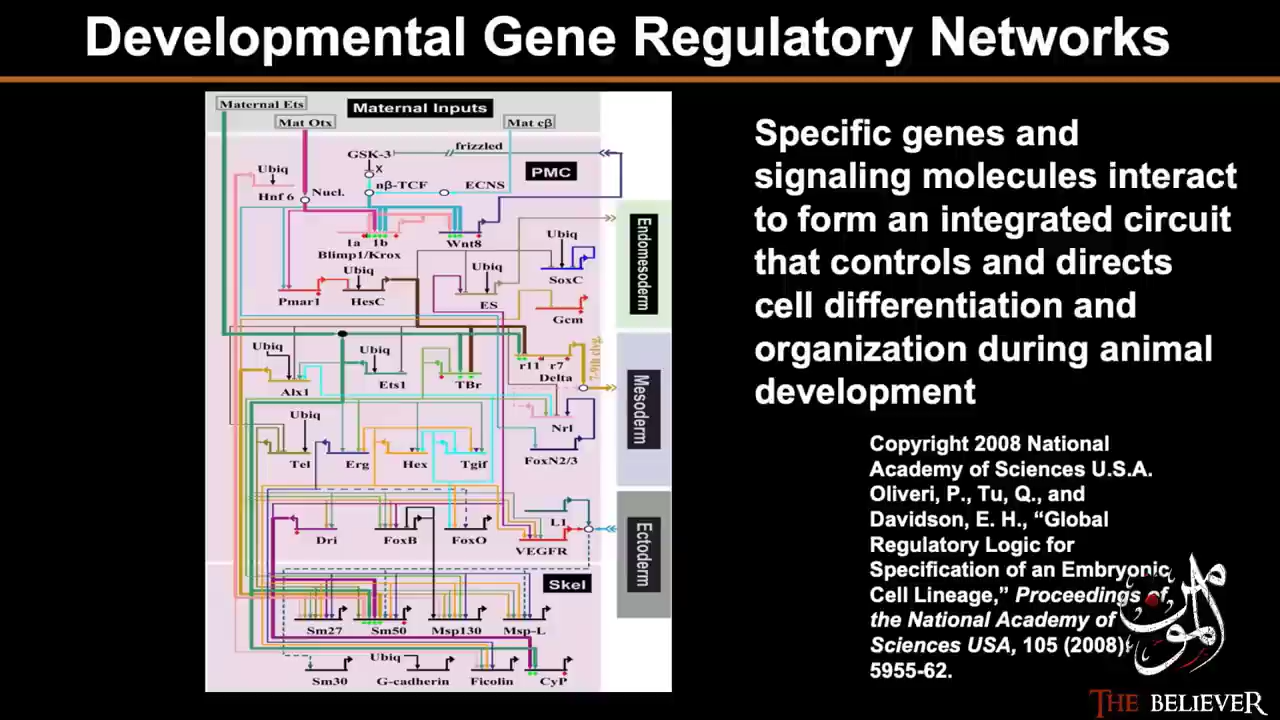 Developmental Gene Regulatory Networks
Maternal Ets
Maternal Inputs
Mat Otx
Mat cβ
GSK-3
frizzled
X
PMC
Ubiq
nβ-TCF
ECNS
Hnf 6
Nucl.
1a 1b
Wnt8
Blimp1/Krox
Ubiq
SoxC
Ubiq
Ubiq
Pmar1
HesC
ES
Gcm
Endomesoderm
Ubiq
Ubiq
r11 r7
Delta
Alx1
Ets1
TBr
Mesoderm
Ubiq
Nrl
Tel
Erg
Hex
Tgif
FoxN2/3
L1
Dri
FoxB
FoxO
VEGFR
Ectoderm
Skel
Sm27
Sm50
Msp130
Msp-L
Ubiq
Sm30
G-cadherin
Ficolin
CyP
Specific genes and
signaling molecules interact
to form an integrated circuit
that controls and directs
cell differentiation and
organization during animal
development
Copyright 2008 National
Academy of Sciences U.S.A.
Oliveri, P., Tu, Q., and
Davidson, E. H., “Global
Regulatory Logic for
Specification of an Embryonic
Cell Lineage,” Proceedings of
the National Academy of
Sciences USA, 105 (2008):
5955-62.
THE BELIEVER